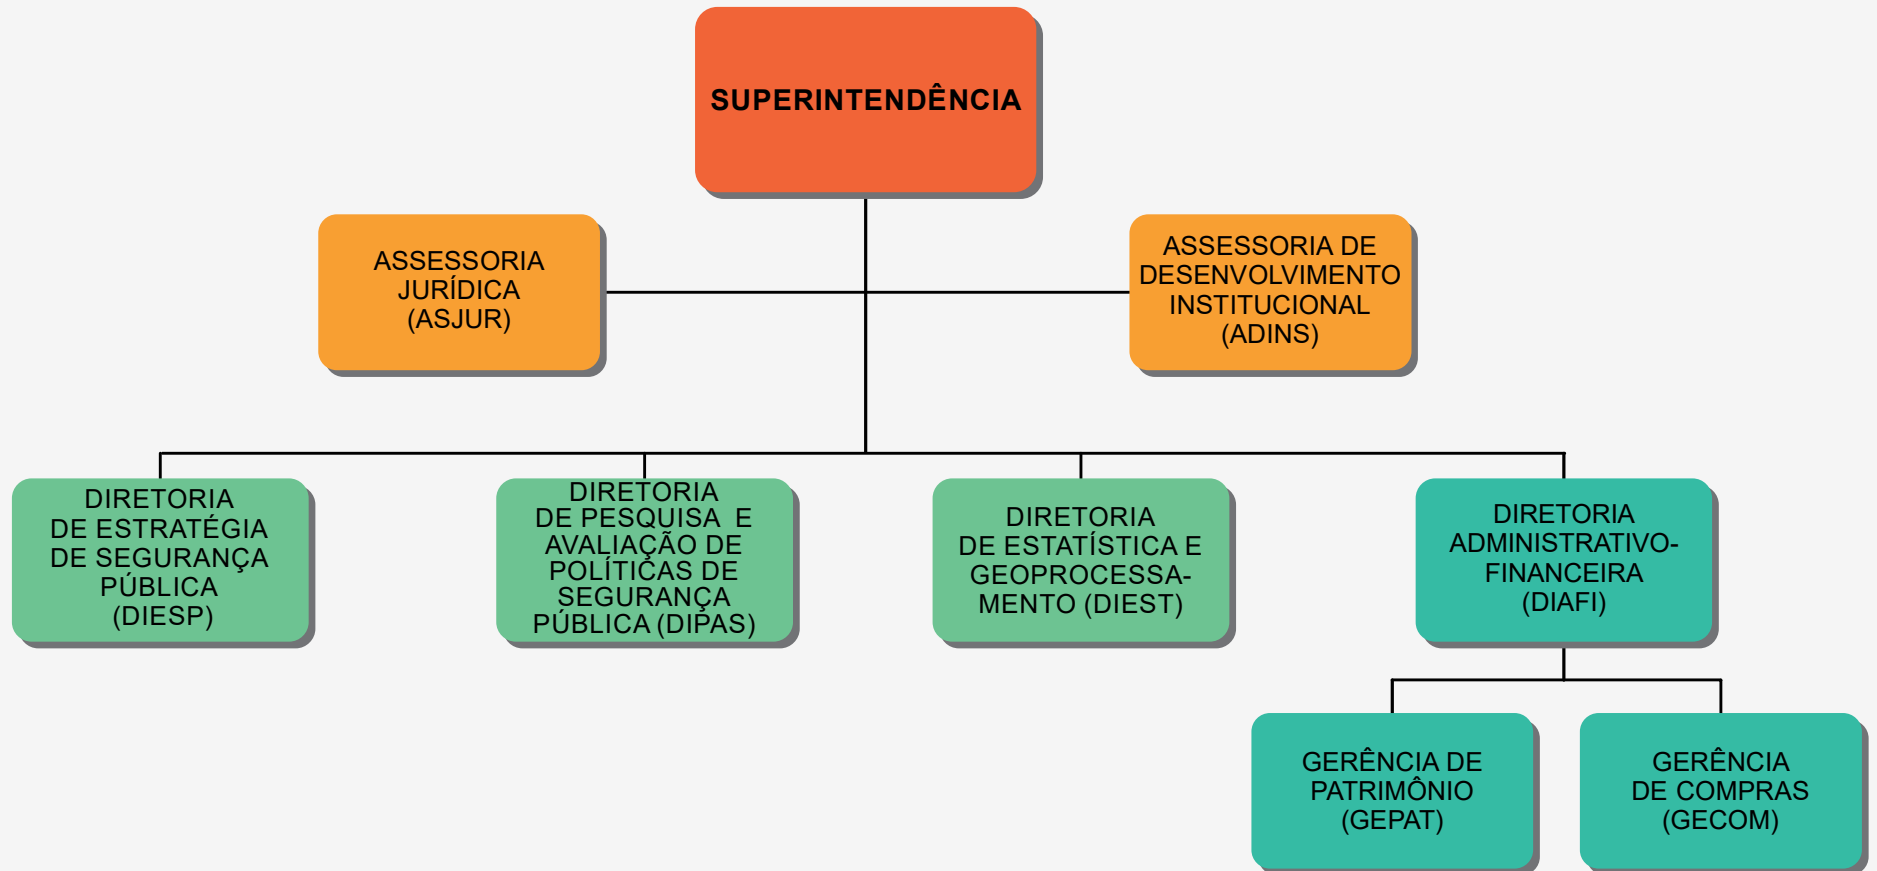 SUPERINTENDÊNCIA
ASSESSORIA
JURÍDICA
(ASJUR)
ASSESSORIA DE
DESENVOLVIMENTO
INSTITUCIONAL
(ADINS)
DIRETORIA
DE ESTRATÉGIA
DE SEGURANÇA
PÚBLICA
(DIESP)
DIRETORIA
DE PESQUISA E
AVALIAÇÃO DE
POLÍTICAS DE
SEGURANÇA
PÚBLICA (DIPAS)
DIRETORIA
DE ESTATÍSTICA E
GEOPROCESSA-
MENTO (DIEST)
DIRETORIA
ADMINISTRATIVO-
FINANCEIRA
(DIAFI)
GERÊNCIA DE
PATRIMÔNIO
(GEPAT)
GERÊNCIA
DE COMPRAS
(GECOM)